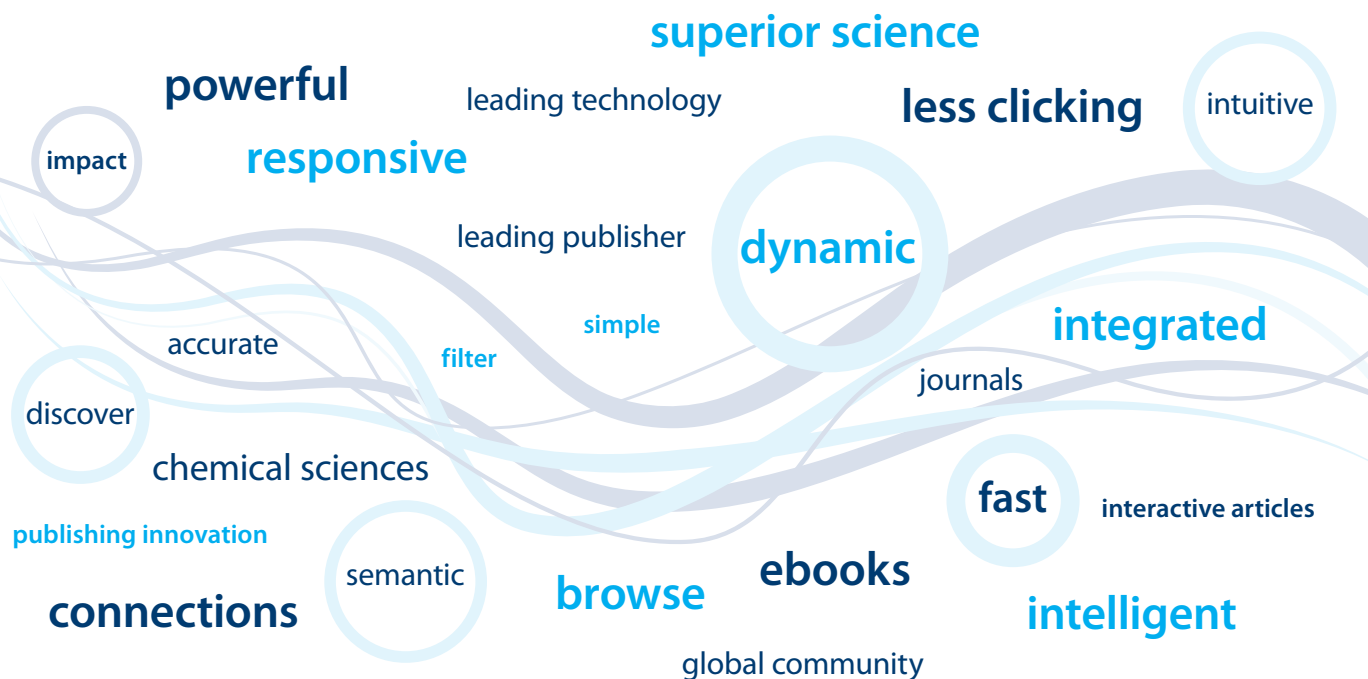 superior science
powerful
leading technology
less clicking
intuitive
impact
responsive
leading publisher
dynamic
simple
integrated
accurate
filter
journals
discover
chemical sciences
fast
interactive articles
publishing innovation
semantic
browse
ebooks
connections
intelligent
global community